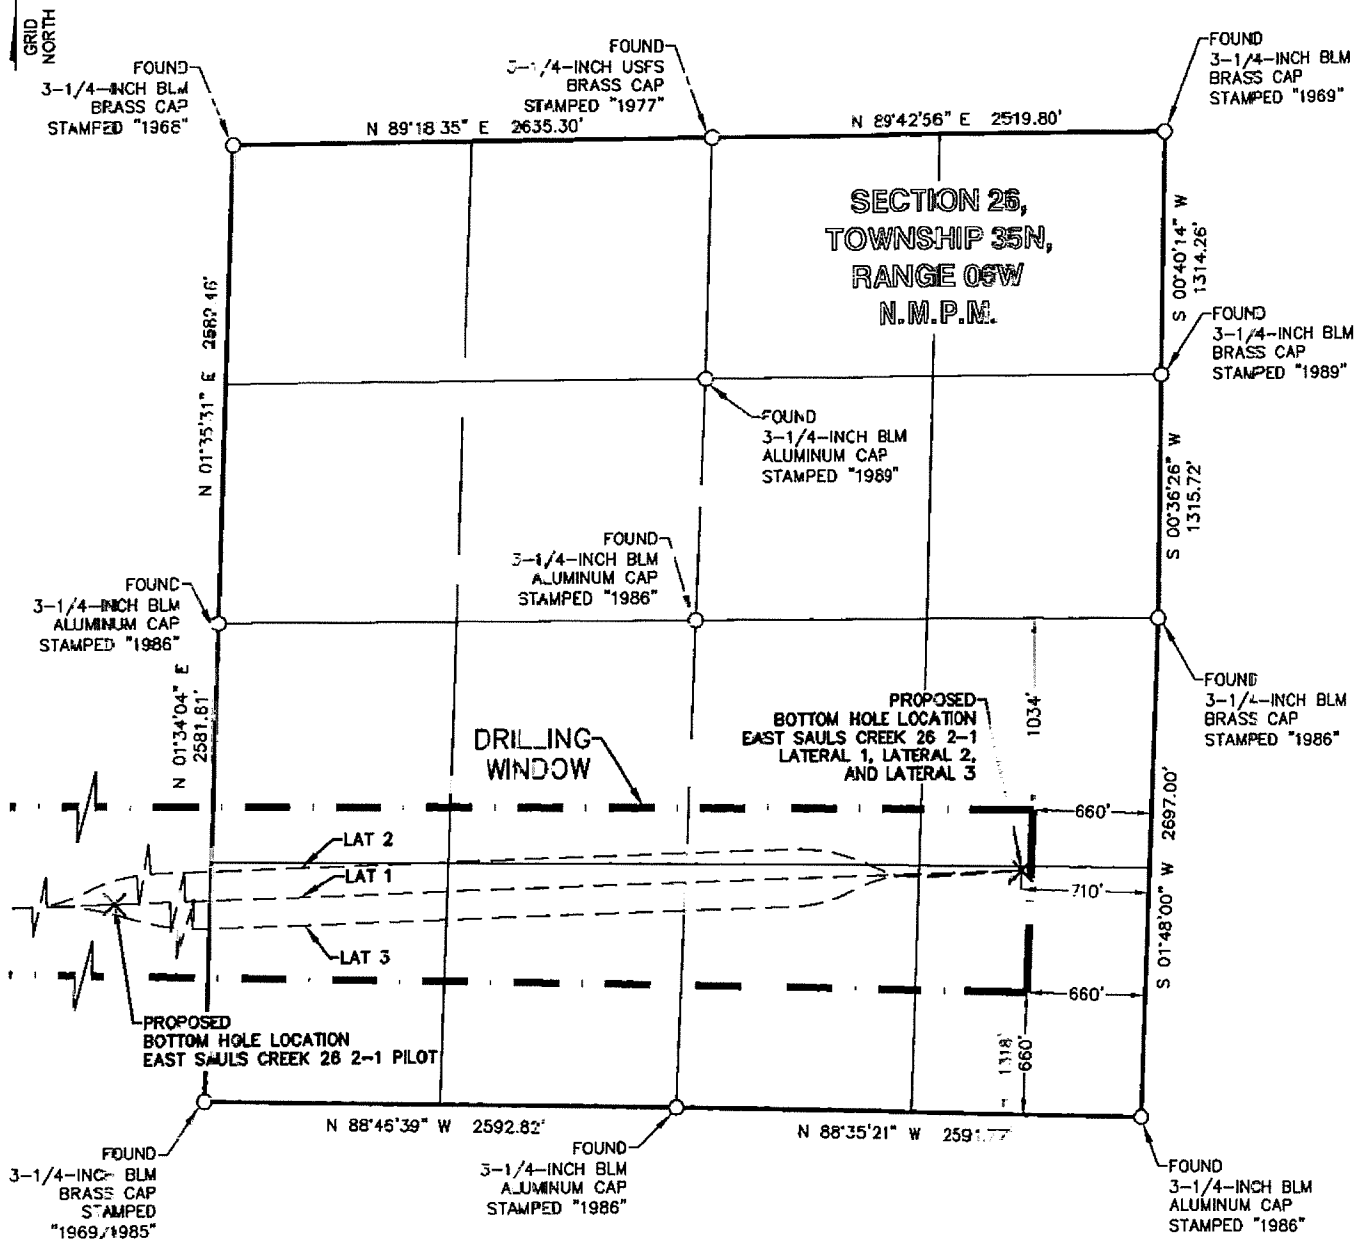 GRID
NORTH
FOUND
3-1/4-INCH BLM
BRASS CAP
STAMPED "1968"
FOUND
3-1/4-INCH USFS
BRASS CAP
STAMPED "1977"
FOUND
3-1/4-INCH BLM
BRASS CAP
STAMPED "1969"
N 89°18'35" E 2635.30'
N 89°42'56" E 2519.80'
SECTION 26,
TOWNSHIP 35N,
RANGE 06W
N.M.P.M.
S 00°40'14" W
1314.26'
N 01°35'31" E 2582.46'
FOUND
3-1/4-INCH BLM
BRASS CAP
STAMPED "1989"
FOUND
3-1/4-INCH BLM
ALUMINUM CAP
STAMPED "1989"
S 00°36'26" W
1315.72'
FOUND
3-1/4-INCH BLM
ALUMINUM CAP
STAMPED "1986"
FOUND
3-1/4-INCH BLM
ALUMINUM CAP
STAMPED "1986"
FOUND
3-1/4-INCH BLM
BRASS CAP
STAMPED "1986"
N 01°34'04" E
2581.81'
DRILLING
WINDOW
PROPOSED
BOTTOM HOLE LOCATION
EAST SAULS CREEK 26 2-1
LATERAL 1, LATERAL 2,
AND LATERAL 3
1034'
660'
S 01°48'00" W 2697.00'
LAT 2
LAT 1
710'
LAT 3
660'
PROPOSED
BOTTOM HOLE LOCATION
EAST SAULS CREEK 26 2-1 PILOT
1318'
660'
N 88°46'39" W 2592.82'
N 88°35'21" W
FOUND
3-1/4-INCH BLM
BRASS CAP
STAMPED
"1969/1985"
FOUND
3-1/4-INCH BLM
ALUMINUM CAP
STAMPED "1986"
FOUND
3-1/4-INCH BLM
ALUMINUM CAP
STAMPED "1986"